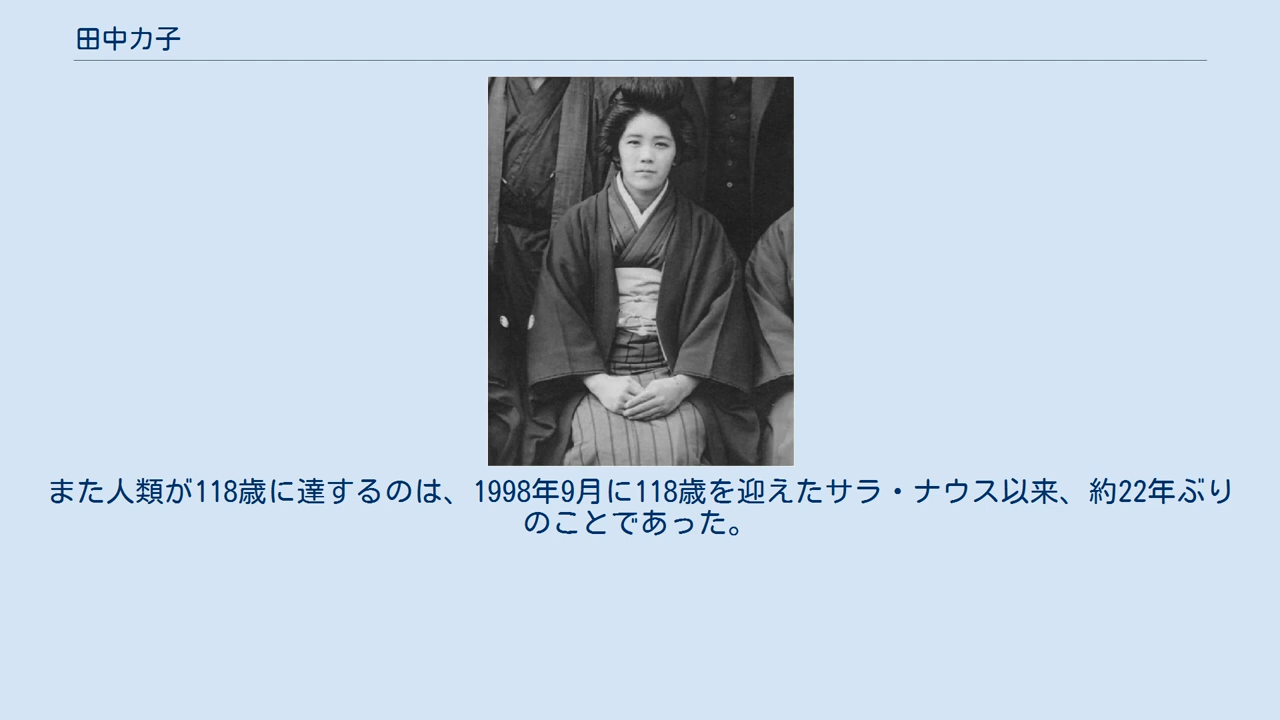 田中カ子
また人類が118歳に達するのは、1998年9月に118歳を迎えたサラ・ナウス以来、約22年ぶり
のことであった。